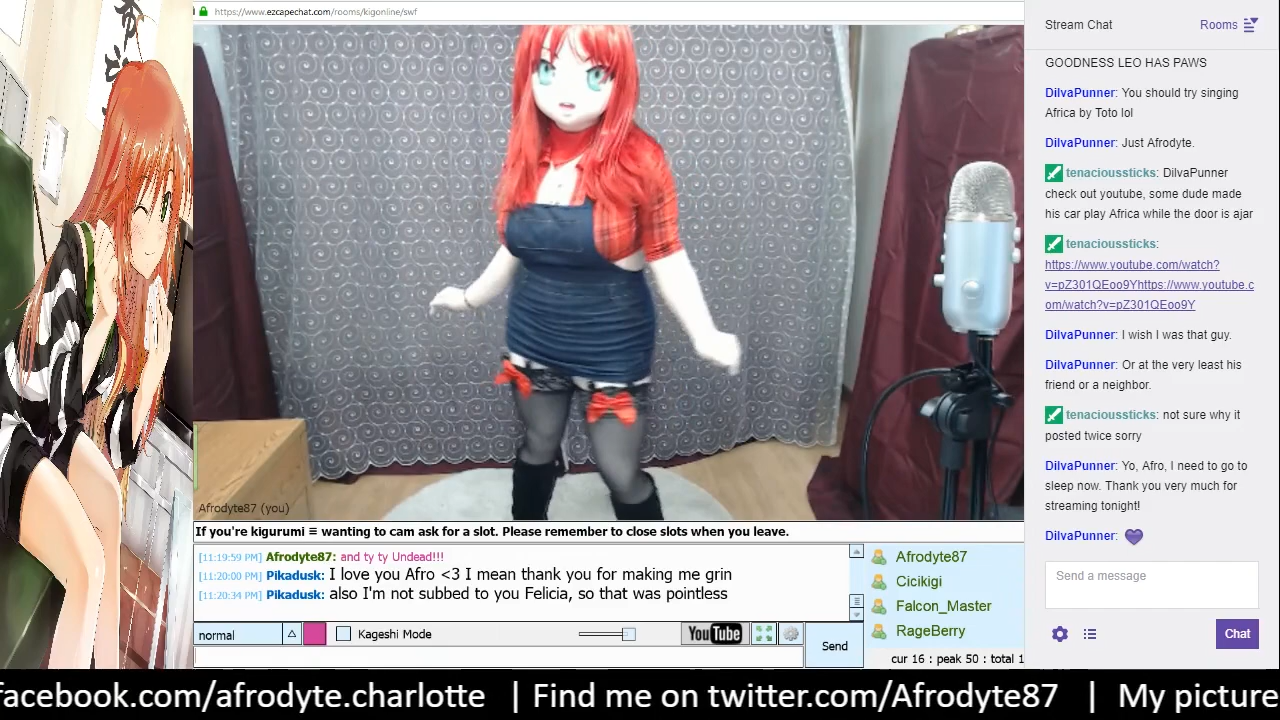 https://www.ezcapechat.com/rooms/kigonline/swf
Afrodyte87 (you)
If you're kigurumi ≡ wanting to cam ask for a slot. Please remember to close slots when you leave.
[11:19:59 PM] Afrodyte87: and ty ty Undead!!!
[11:20:00 PM] Pikadusk: I love you Afro <3 I mean thank you for making me grin
[11:20:34 PM] Pikadusk: also I'm not subbed to you Felicia, so that was pointless
normal
Kageshi Mode
YouTube
Send
Afrodyte87
Cicikigi
Falcon_Master
RageBerry
cur 16 : peak 50 : total 1
Stream Chat
Rooms
GOODNESS LEO HAS PAWS
DilvaPunner: You should try singing
Africa by Toto lol
DilvaPunner: Just Afrodyte.
tenacioussticks: DilvaPunner
check out youtube, some dude made
his car play Africa while the door is ajar
tenacioussticks:
https://www.youtube.com/watch?
v=pZ301QEoo9Yhttps://www.youtube.c
om/watch?v=pZ301QEoo9Y
DilvaPunner: I wish I was that guy.
DilvaPunner: Or at the very least his
friend or a neighbor.
tenacioussticks: not sure why it
posted twice sorry
DilvaPunner: Yo, Afro, I need to go to
sleep now. Thank you very much for
streaming tonight!
DilvaPunner: 💜
Send a message
Chat
facebook.com/afrodyte.charlotte | Find me on twitter.com/Afrodyte87 | My picture